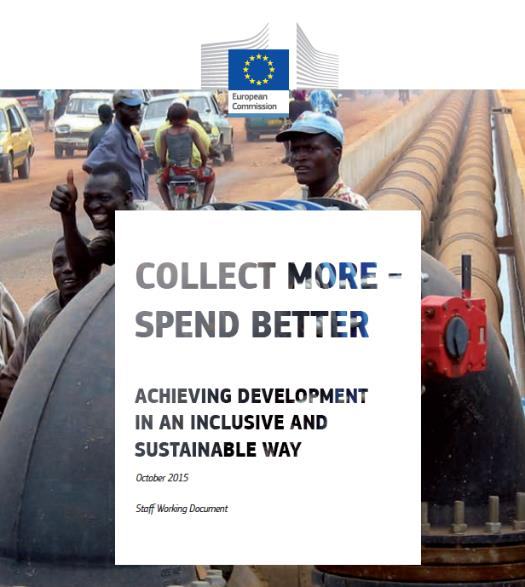 European
Commission
COLLECT MORE -
SPEND BETTER
ACHIEVING DEVELOPMENT
IN AN INCLUSIVE AND
SUSTAINABLE WAY
October 2015
Staff Working Document